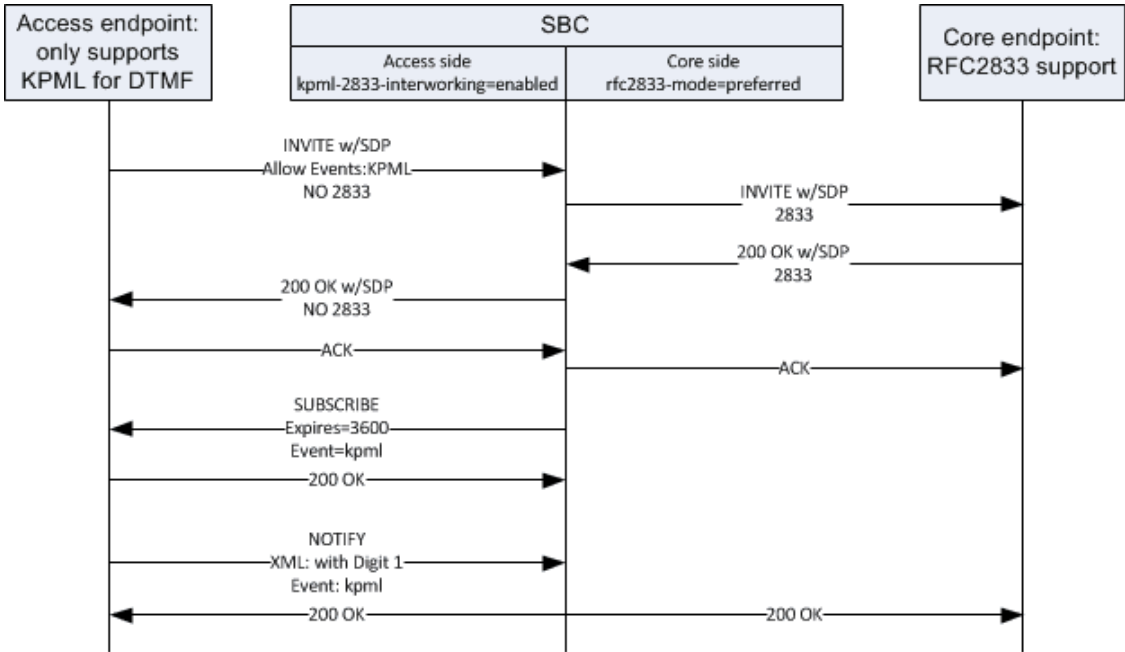 Access endpoint:
only supports
KPML for DTMF
SBC
Access side
kpml-2833-interworking=enabled
Core side
rfc2833-mode=preferred
Core endpoint:
RFC2833 support
INVITE w/SDP
Allow Events:KPML
NO 2833
INVITE w/SDP
2833
200 OK w/SDP
2833
200 OK w/SDP
NO 2833
ACK
ACK
SUBSCRIBE
Expires=3600
Event=kpml
200 OK
NOTIFY
XML: with Digit 1
Event: kpml
200 OK
200 OK